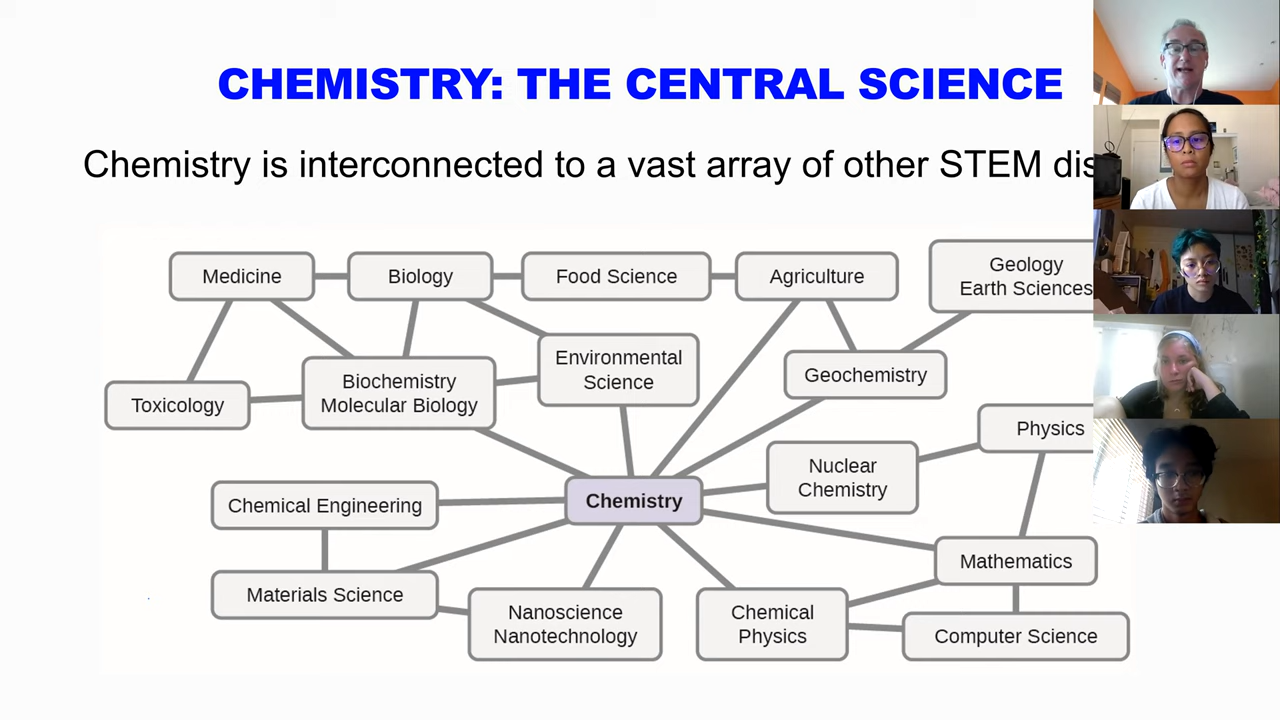 CHEMISTRY: THE CENTRAL SCIENCE
Chemistry is interconnected to a vast array of other STEM
Medicine
Biology
Food Science
Agriculture
Geology
Earth Sciences
Environmental
Science
Geochemistry
Biochemistry
Molecular Biology
Toxicology
Physics
Nuclear
Chemistry
Chemical Engineering
Chemistry
Mathematics
Materials Science
Nanoscience
Nanotechnology
Chemical
Physics
Computer Science